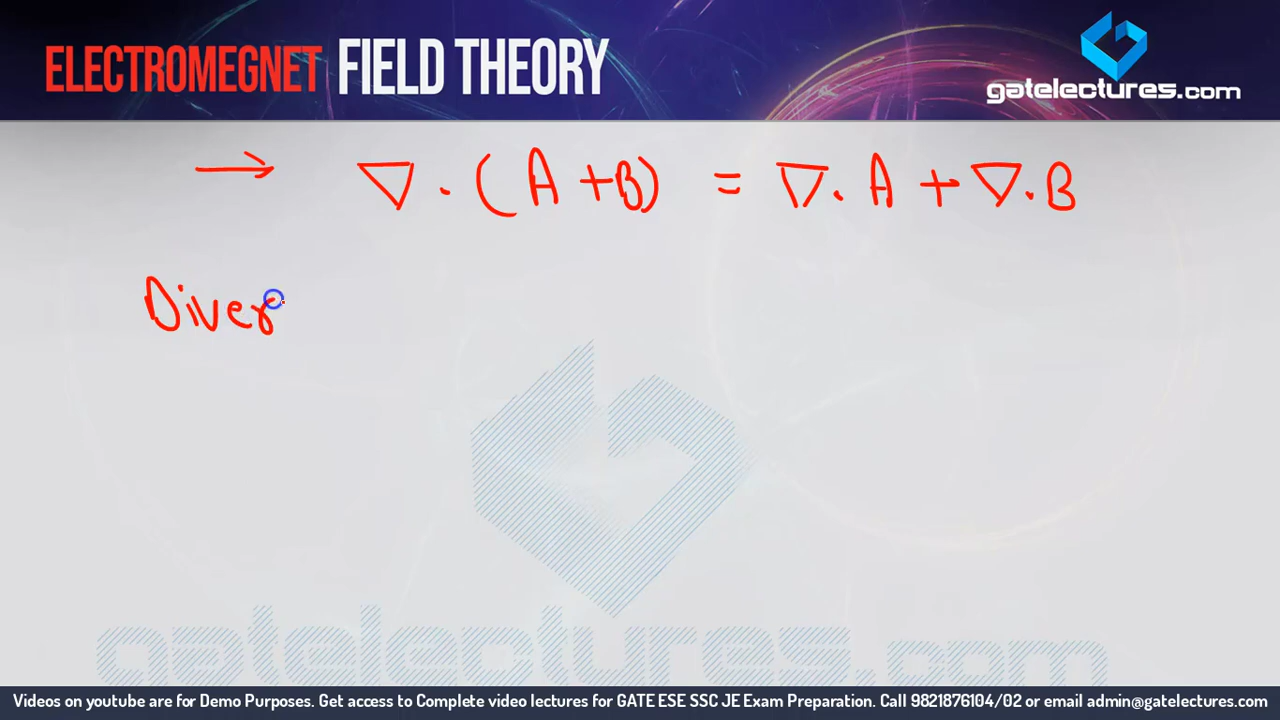 ELECTROMEGNET FIELD THEORY
gatelectures.com
→ ∇ . (A + B) = ∇ . A + ∇ . B
Diver
gatelectures.com
Videos on youtube are for Demo Purposes. Get access to Complete video lectures for GATE ESE SSC JE Exam Preparation. Call 9821876104/02 or email admin@gatelectures.com